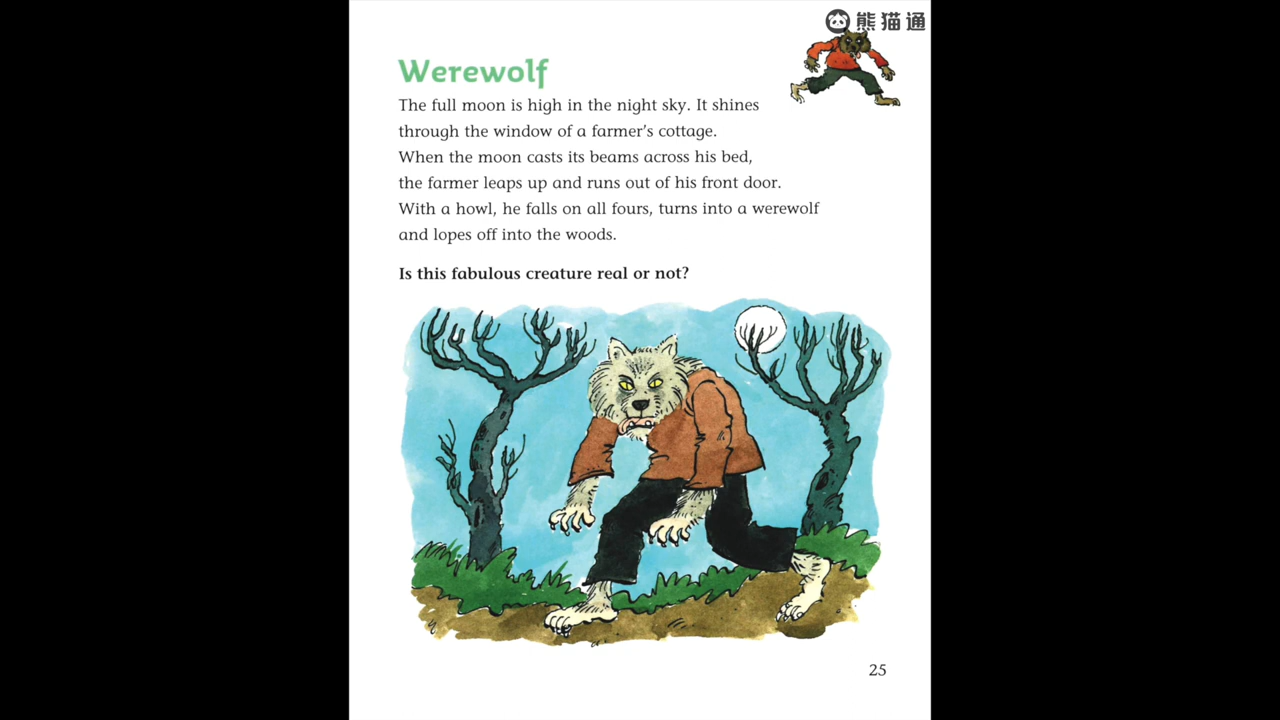 熊猫通
Werewolf
The full moon is high in the night sky. It shines
through the window of a farmer's cottage.
When the moon casts its beams across his bed,
the farmer leaps up and runs out of his front door.
With a howl, he falls on all fours, turns into a werewolf
and lopes off into the woods.
Is this fabulous creature real or not?
25